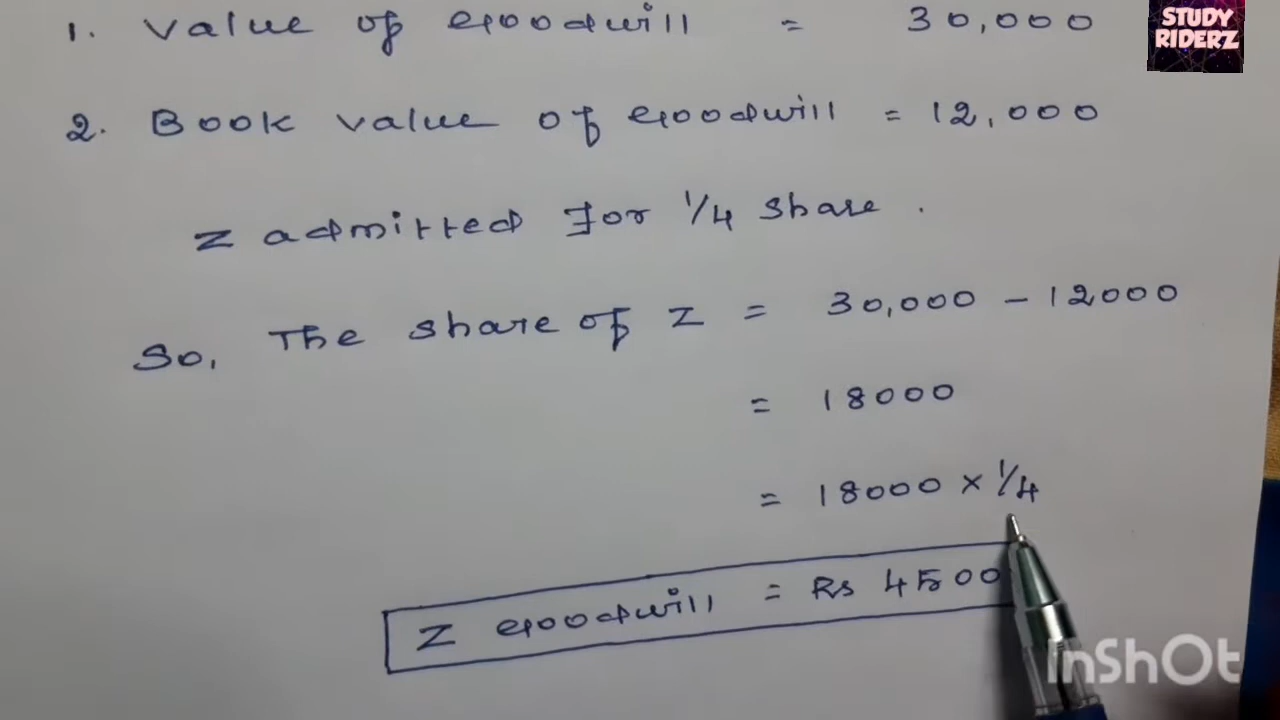 STUDY
RIDERZ
1. Value of Goodwill = 30,000
2. Book value of Goodwill = 12,000
Z admitted for 1/4 share.
So, The share of Z = 30,000 - 12000
= 18000
= 18000 × 1/4
Z Goodwill = Rs 4500
InShOt